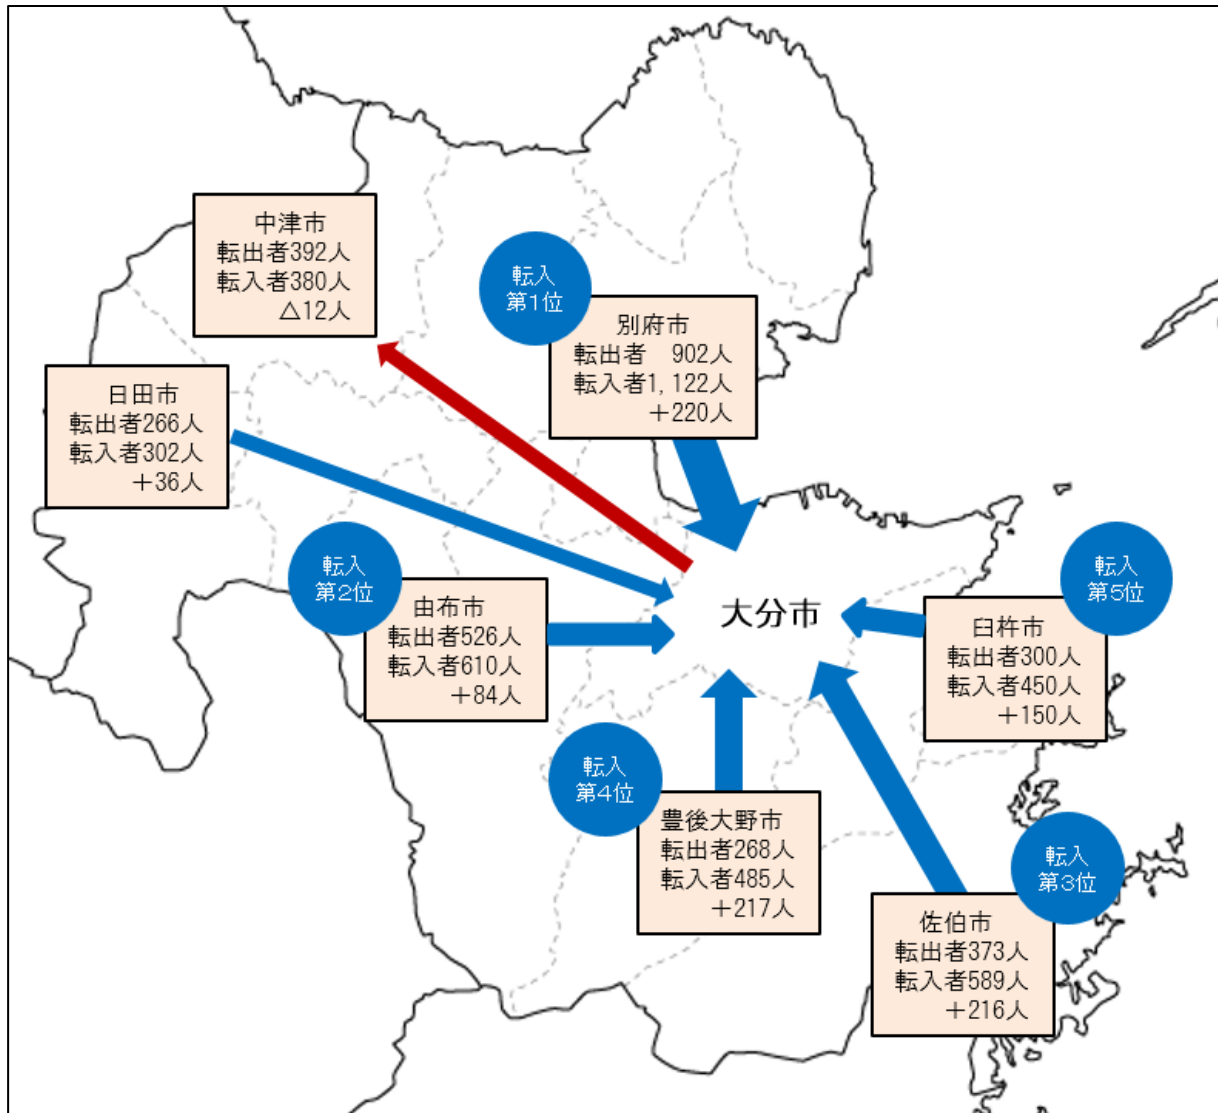 中津市
転出者392人
転入者380人
△12人
転入
第1位
別府市
転出者　902人
転入者1,122人
＋220人
日田市
転出者266人
転入者302人
＋36人
転入
第2位
由布市
転出者526人
転入者610人
＋84人
大分市
転入
第5位
臼杵市
転出者300人
転入者450人
＋150人
転入
第4位
豊後大野市
転出者268人
転入者485人
＋217人
転入
第3位
佐伯市
転出者373人
転入者589人
＋216人